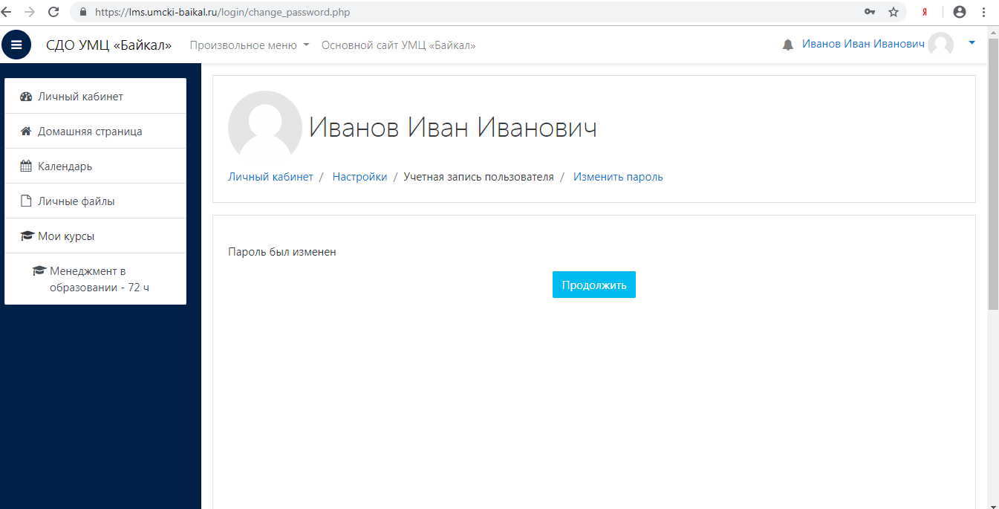 https://lms.umcki-baikal.ru/login/change_password.php
Я
СДО УМЦ «Байкал»
Произвольное меню
Основной сайт УМЦ «Байкал»
Иванов Иван Иванович
Личный кабинет
Домашняя страница
Календарь
Личные файлы
Мои курсы
Менеджмент в
образовании - 72 ч
Иванов Иван Иванович
Личный кабинет / Настройки / Учетная запись пользователя / Изменить пароль
Пароль был изменен
Продолжить